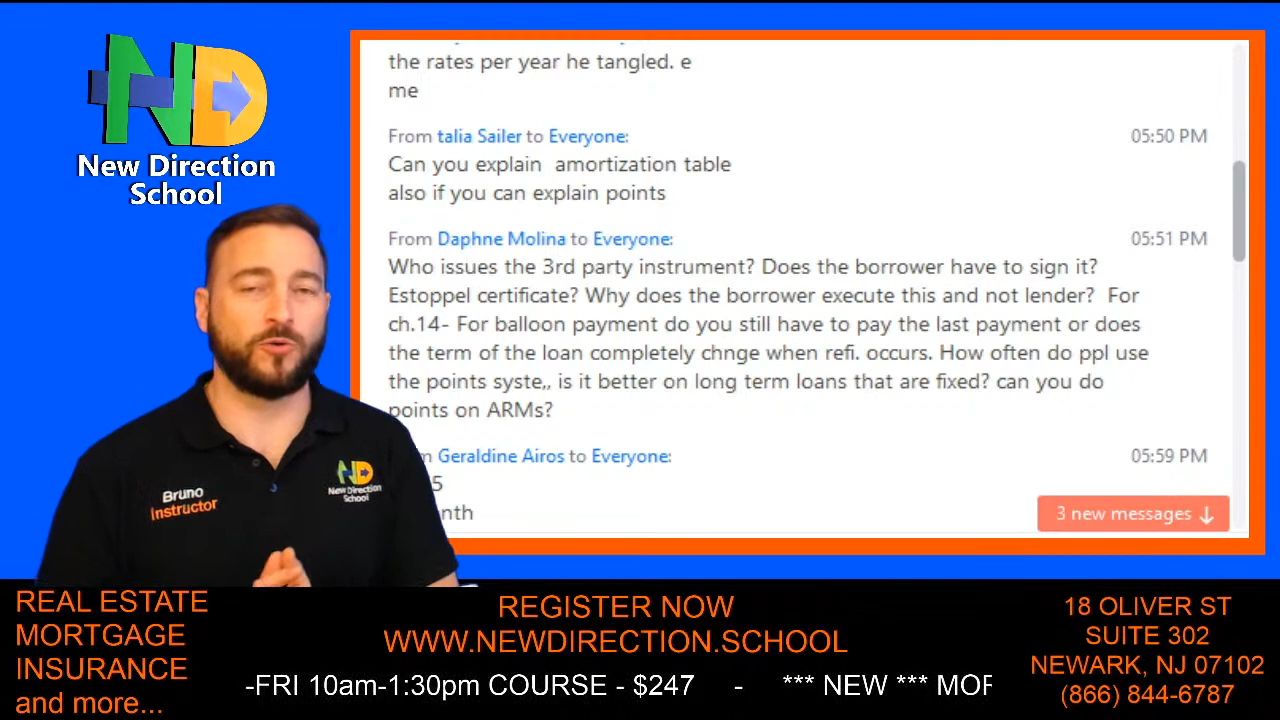 ND
New Direction
School
the rates per year he tangled. e
me
From talia Sailer to Everyone:
05:50 PM
Can you explain amortization table
also if you can explain points
From Daphne Molina to Everyone:
05:51 PM
Who issues the 3rd party instrument? Does the borrower have to sign it?
Estoppel certificate? Why does the borrower execute this and not lender? For
ch.14- For balloon payment do you still have to pay the last payment or does
the term of the loan completely chnge when refi. occurs. How often do ppl use
the points syste,, is it better on long term loans that are fixed? can you do
points on ARMs?
Geraldine Airos to Everyone:
05:59 PM
5
nth
3 new messages ↓
Bruno
Instructor
ND
New Direction
School
REAL ESTATE
MORTGAGE
INSURANCE
and more...
REGISTER NOW
WWW.NEWDIRECTION.SCHOOL
-FRI 10am-1:30pm COURSE - $247 - *** NEW *** MOR
18 OLIVER ST
SUITE 302
NEWARK, NJ 07102
(866) 844-6787